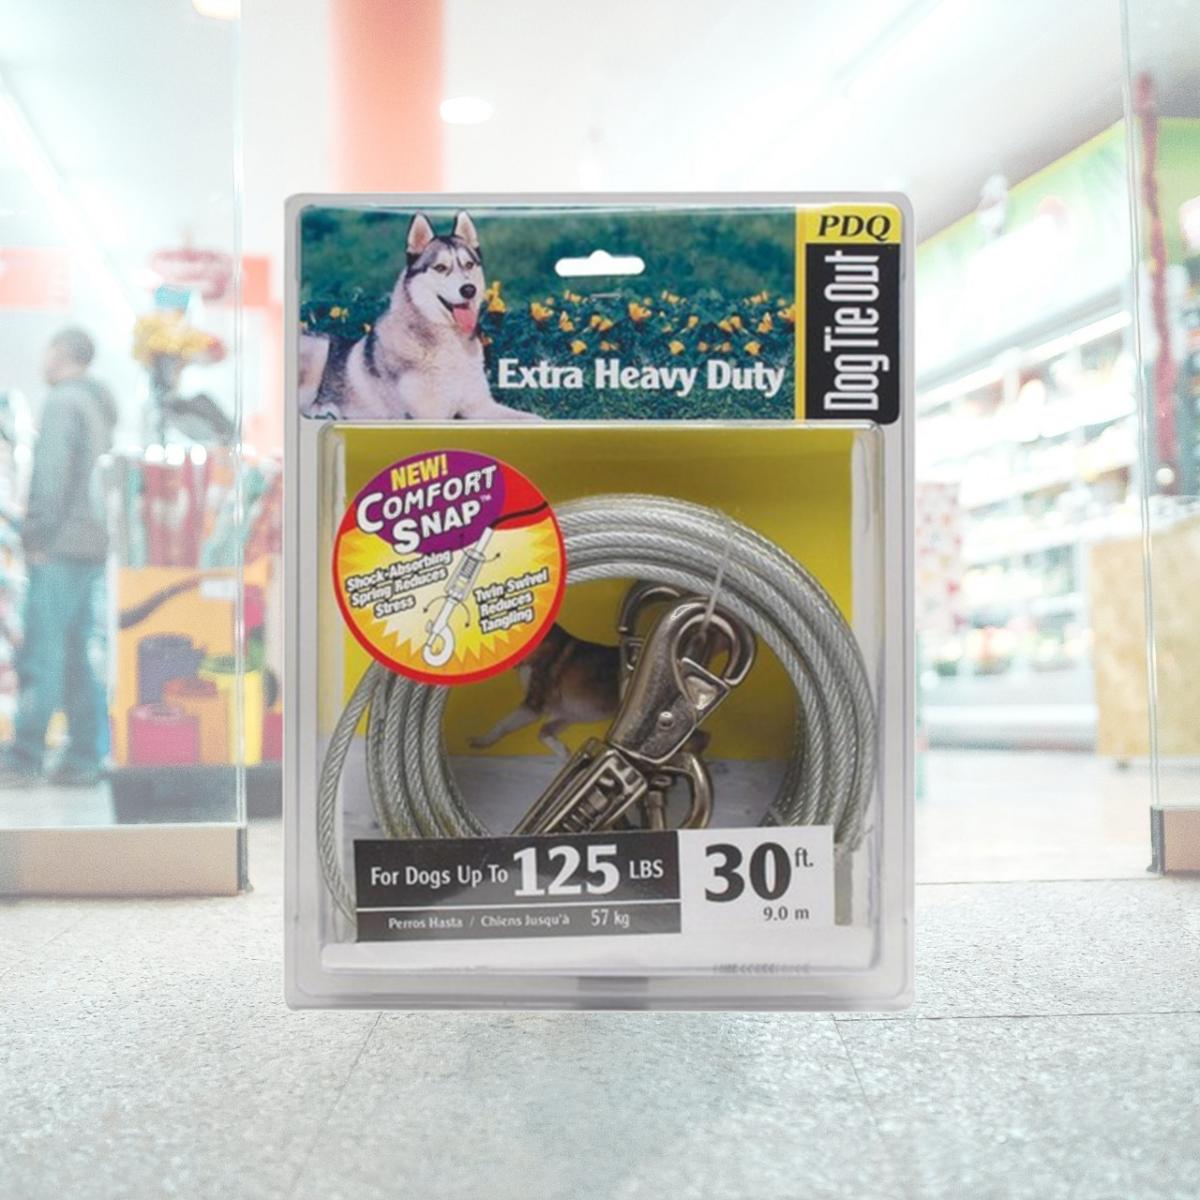 PDQ
Dog Tie Out
Extra Heavy Duty
NEW!
COMFORT
SNAP™
Shock-Absorbing
Spring Reduces
Stress
Twin Swivel
Reduces
Tangling
For Dogs Up To 125 LBS
Perros Hasta / Chiens Jusqu'à 57 kg
30 ft.
9.0 m